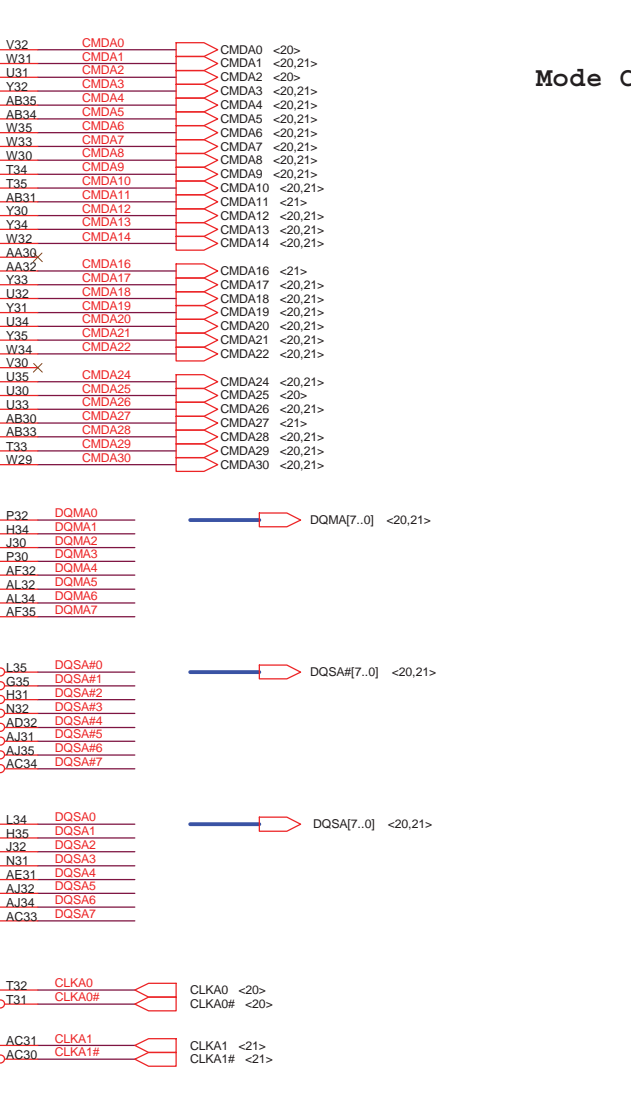 V32 CMDA0 CMDA0 <20>
W31 CMDA1 CMDA1 <20,21>
U31 CMDA2 CMDA2 <20>
Y32 CMDA3 CMDA3 <20,21>
AB35 CMDA4 CMDA4 <20,21>
AB34 CMDA5 CMDA5 <20,21>
W35 CMDA6 CMDA6 <20,21>
W33 CMDA7 CMDA7 <20,21>
W30 CMDA8 CMDA8 <20,21>
T34 CMDA9 CMDA9 <20,21>
T35 CMDA10 CMDA10 <20,21>
AB31 CMDA11 CMDA11 <21>
Y30 CMDA12 CMDA12 <20,21>
Y34 CMDA13 CMDA13 <20,21>
W32 CMDA14 CMDA14 <20,21>
AA30
AA32 CMDA16 CMDA16 <21>
Y33 CMDA17 CMDA17 <20,21>
U32 CMDA18 CMDA18 <20,21>
Y31 CMDA19 CMDA19 <20,21>
U34 CMDA20 CMDA20 <20,21>
Y35 CMDA21 CMDA21 <20,21>
W34 CMDA22 CMDA22 <20,21>
V30
U35 CMDA24 CMDA24 <20,21>
U30 CMDA25 CMDA25 <20>
U33 CMDA26 CMDA26 <20,21>
AB30 CMDA27 CMDA27 <21>
AB33 CMDA28 CMDA28 <20,21>
T33 CMDA29 CMDA29 <20,21>
W29 CMDA30 CMDA30 <20,21>
Mode C
P32 DQMA0 DQMA[7..0] <20,21>
H34 DQMA1
J30 DQMA2
P30 DQMA3
AF32 DQMA4
AL32 DQMA5
AL34 DQMA6
AF35 DQMA7
L35 DQSA#0 DQSA#[7..0] <20,21>
G35 DQSA#1
H31 DQSA#2
N32 DQSA#3
AD32 DQSA#4
AJ31 DQSA#5
AJ35 DQSA#6
AC34 DQSA#7
L34 DQSA0 DQSA[7..0] <20,21>
H35 DQSA1
J32 DQSA2
N31 DQSA3
AE31 DQSA4
AJ32 DQSA5
AJ34 DQSA6
AC33 DQSA7
T32 CLKA0 CLKA0 <20>
T31 CLKA0# CLKA0# <20>
AC31 CLKA1 CLKA1 <21>
AC30 CLKA1# CLKA1# <21>